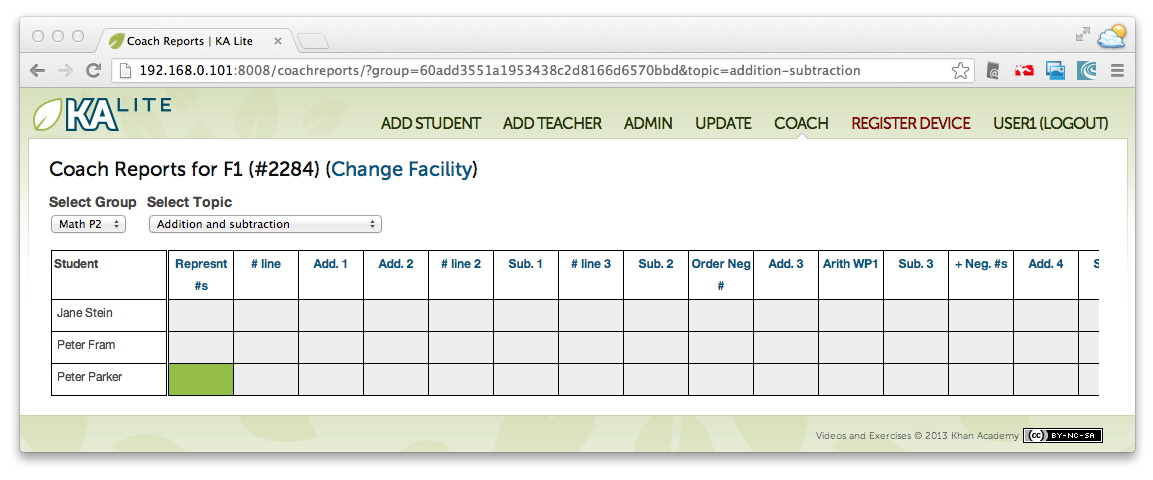 Coach Reports | KA Lite
192.168.0.101:8008/coachreports/?group=60add3551a1953438c2d8166d6570bbd&topic=addition-subtraction
KA LITE
ADD STUDENT ADD TEACHER ADMIN UPDATE COACH REGISTER DEVICE USER1 (LOGOUT)
Coach Reports for F1 (#2284) (Change Facility)
Select Group Select Topic
Math P2 Addition and subtraction
Student Represnt #s # line Add. 1 Add. 2 # line 2 Sub. 1 # line 3 Sub. 2 Order Neg # Add. 3 Arith WP1 Sub. 3 + Neg. #s Add. 4 S
Jane Stein
Peter Fram
Peter Parker
Videos and Exercises © 2013 Khan Academy (cc) BY-NC-SA